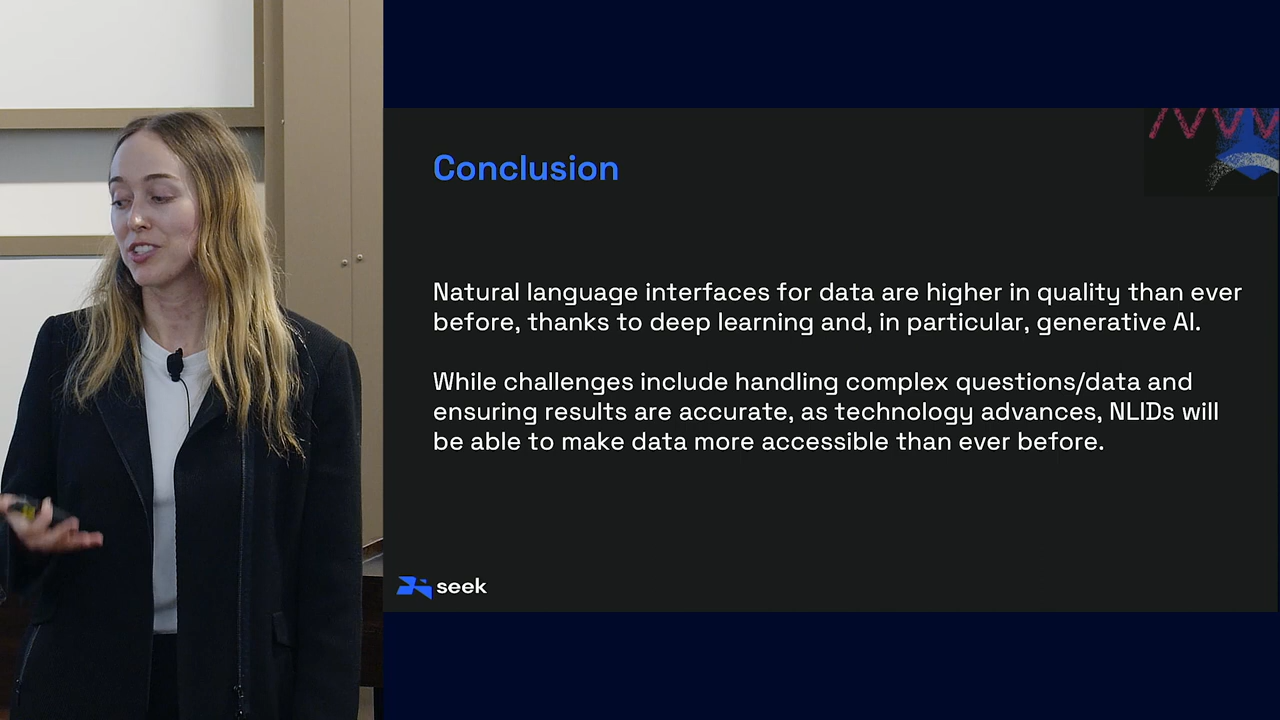 Conclusion
Natural language interfaces for data are higher in quality than ever
before, thanks to deep learning and, in particular, generative AI.
While challenges include handling complex questions/data and
ensuring results are accurate, as technology advances, NLIDs will
be able to make data more accessible than ever before.
seek